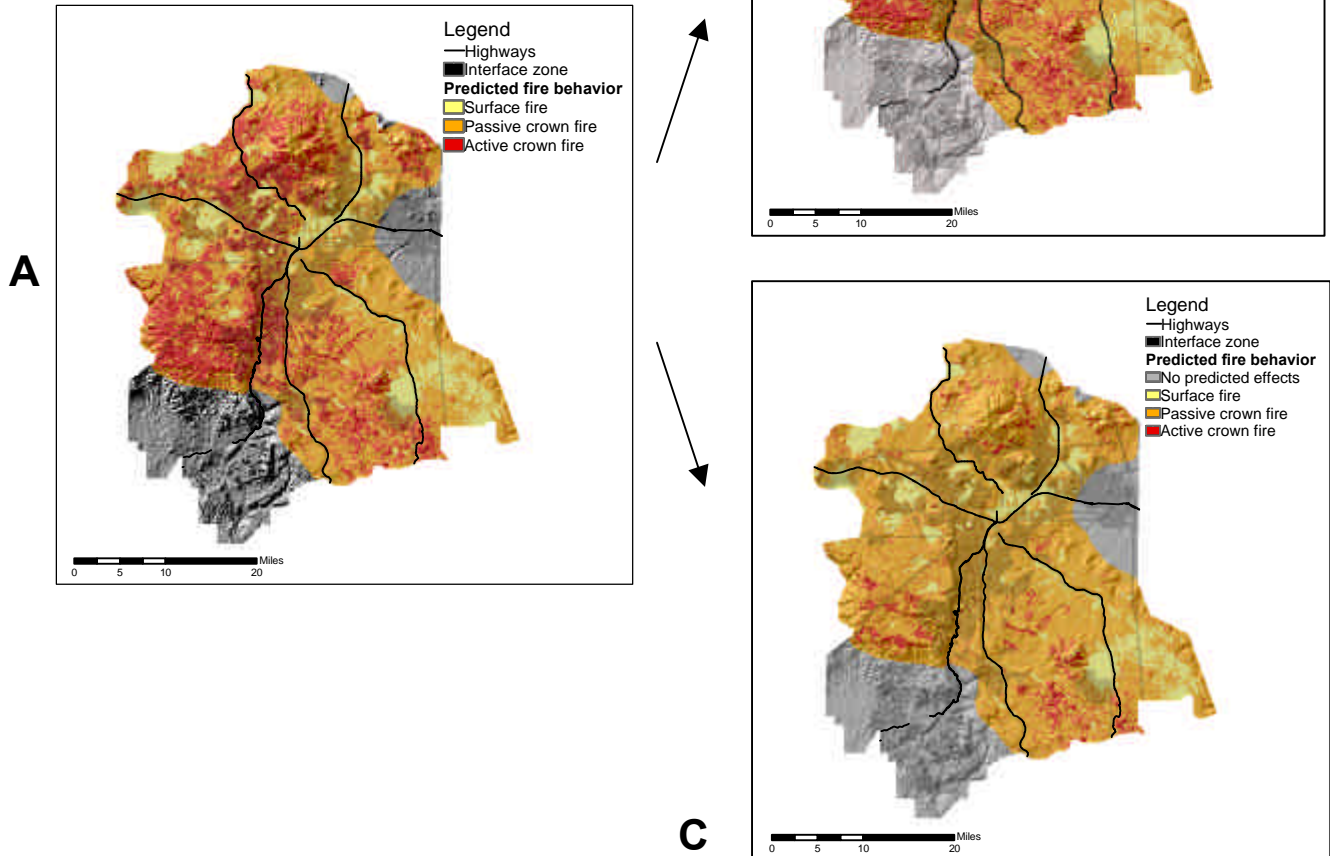 A
Legend
Highways
Interface zone
Predicted fire behavior
Surface fire
Passive crown fire
Active crown fire
Miles
0 5 10 20
Miles
0 5 10 20
Legend
Highways
Interface zone
Predicted fire behavior
No predicted effects
Surface fire
Passive crown fire
Active crown fire
C
Miles
0 5 10 20